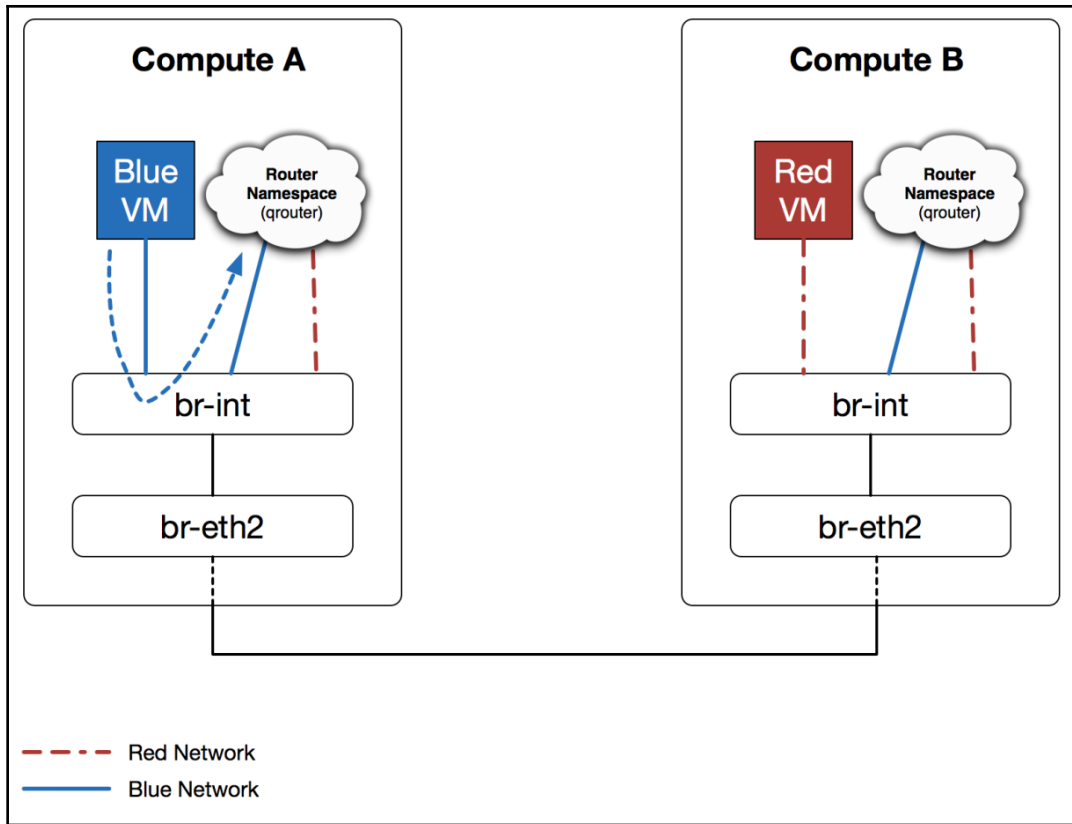 Compute A
Compute B
Blue
VM
Router
Namespace
(qrouter)
Red
VM
Router
Namespace
(qrouter)
br-int
br-int
br-eth2
br-eth2
Red Network
Blue Network